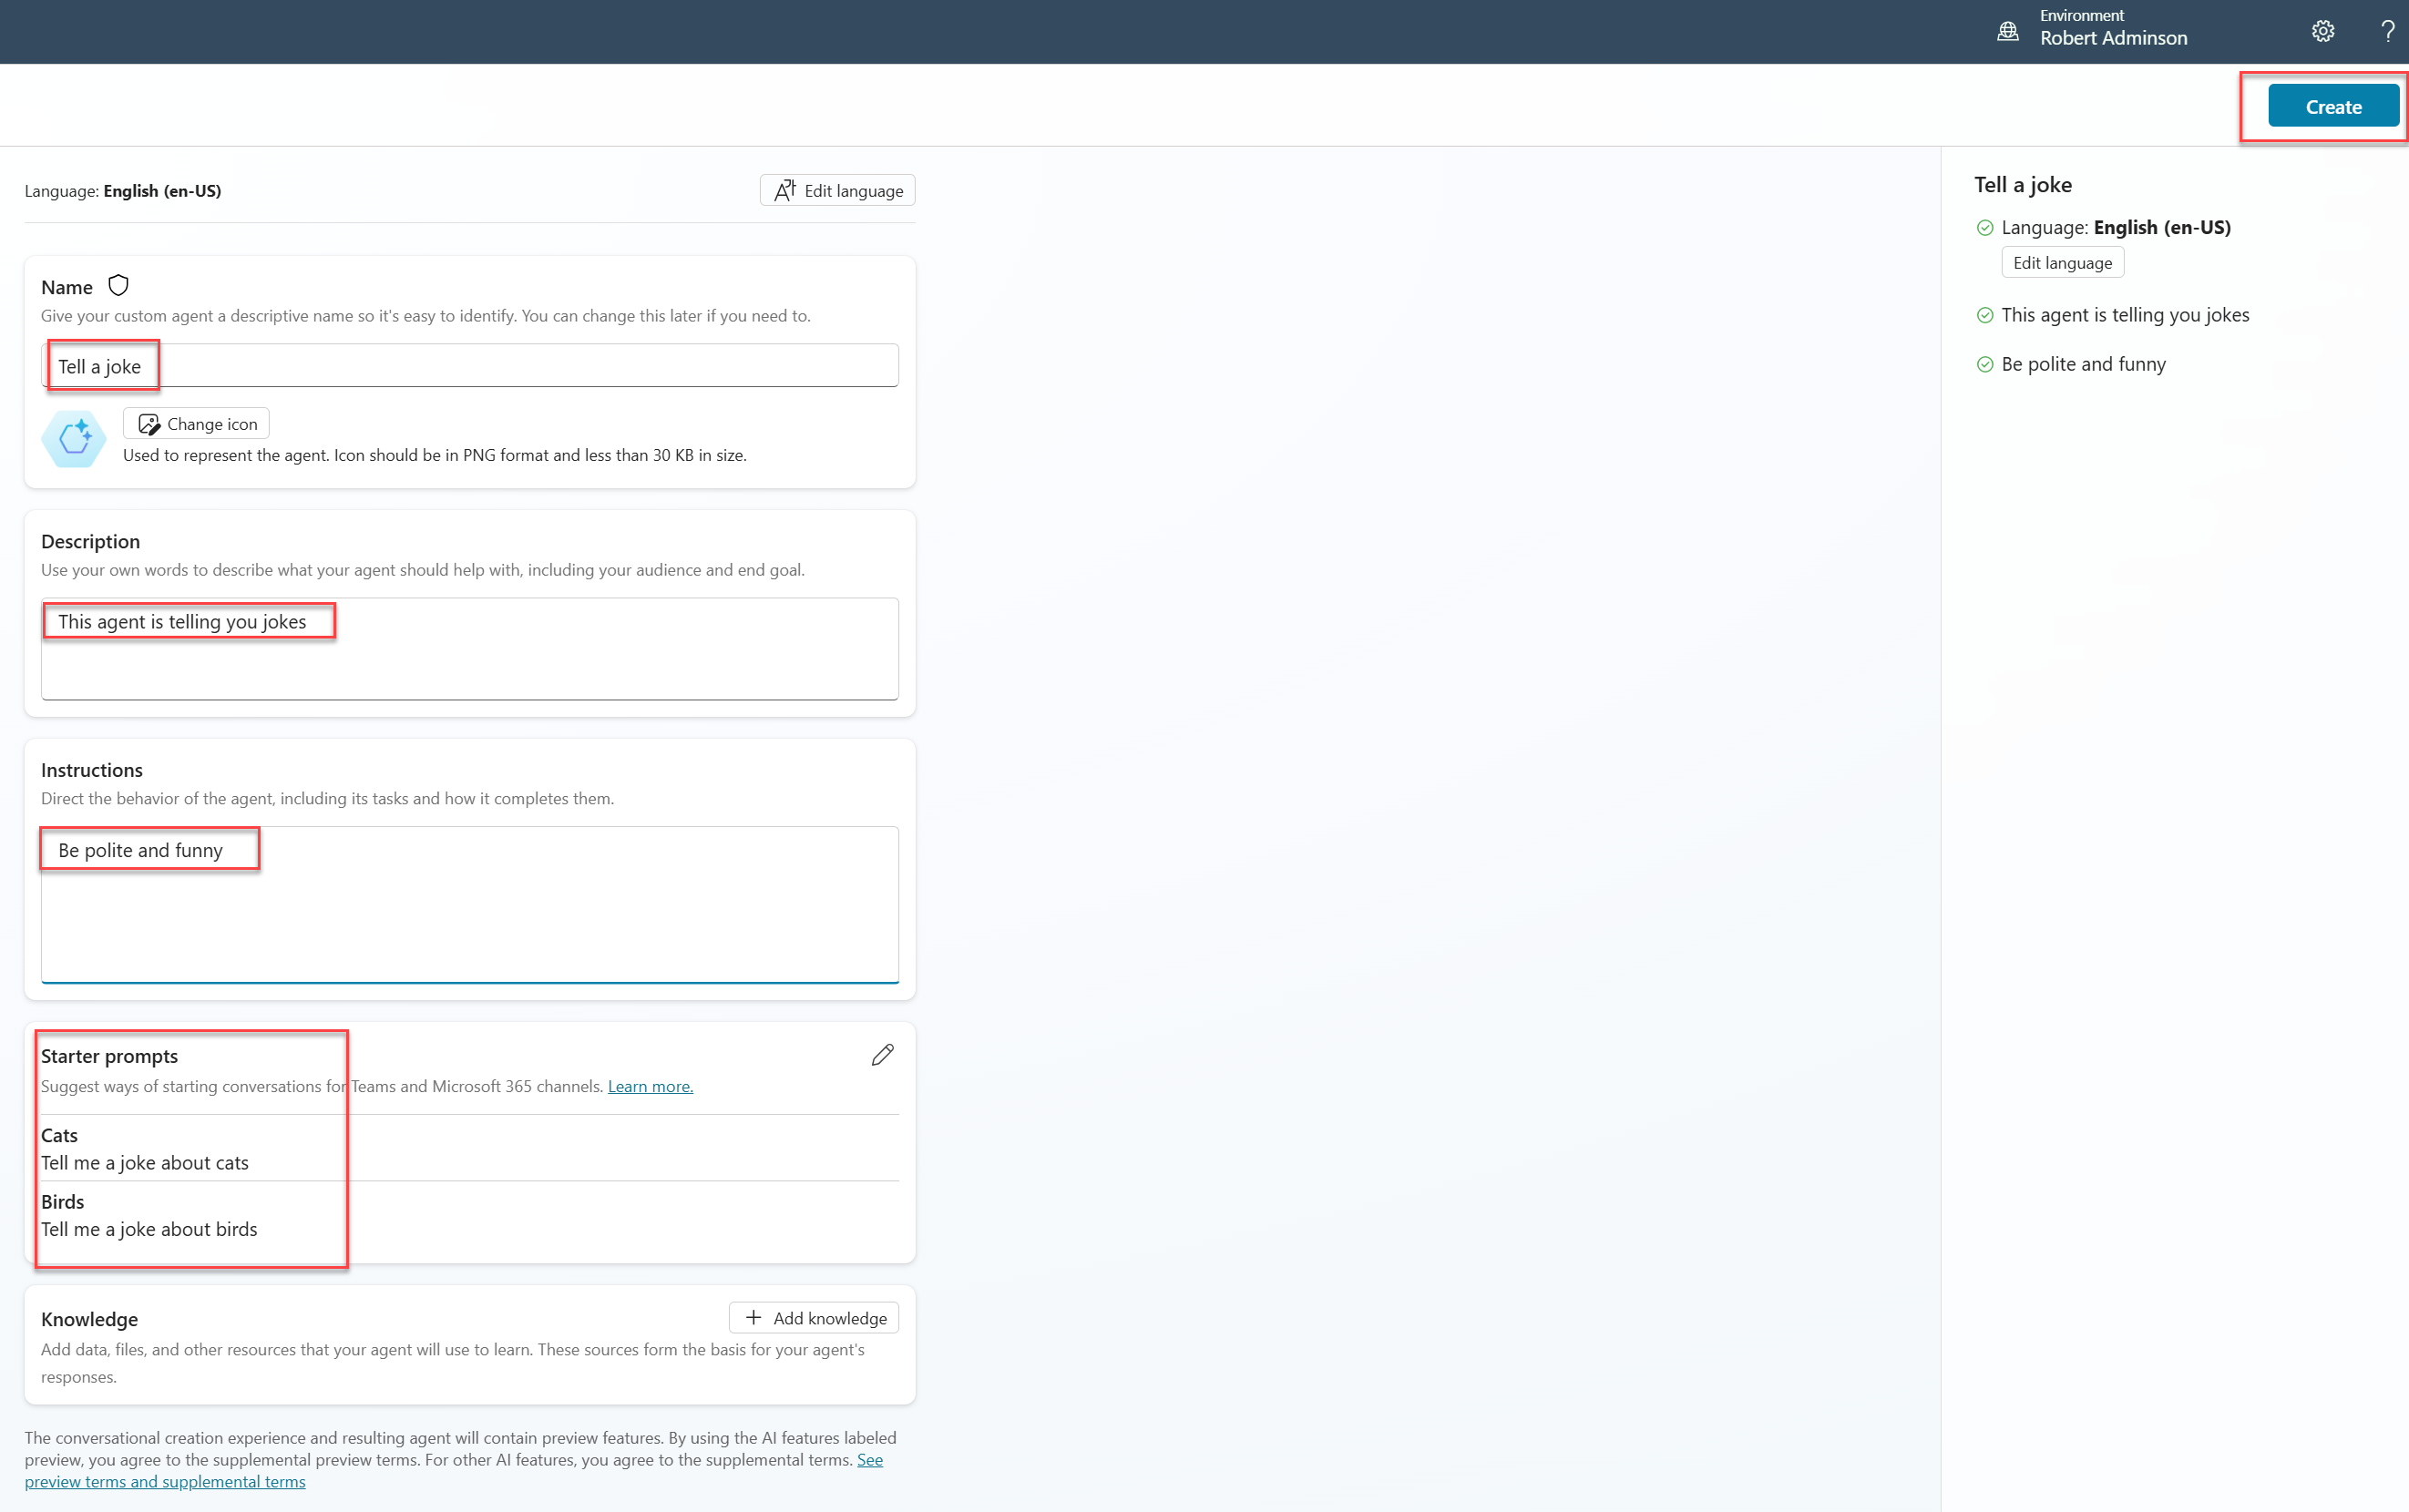 Environment
Robert Adminson
?
Create
Language: English (en-US)
Edit language
Name
Give your custom agent a descriptive name so it's easy to identify. You can change this later if you need to.
Tell a joke
Change icon
Used to represent the agent. Icon should be in PNG format and less than 30 KB in size.
Description
Use your own words to describe what your agent should help with, including your audience and end goal.
This agent is telling you jokes
Instructions
Direct the behavior of the agent, including its tasks and how it completes them.
Be polite and funny
Starter prompts
Suggest ways of starting conversations for Teams and Microsoft 365 channels. Learn more.
Cats
Tell me a joke about cats
Birds
Tell me a joke about birds
Knowledge
Add knowledge
Add data, files, and other resources that your agent will use to learn. These sources form the basis for your agent's
responses.
The conversational creation experience and resulting agent will contain preview features. By using the AI features labeled
preview, you agree to the supplemental preview terms. For other AI features, you agree to the supplemental terms. See
preview terms and supplemental terms
Tell a joke
Language: English (en-US)
Edit language
This agent is telling you jokes
Be polite and funny